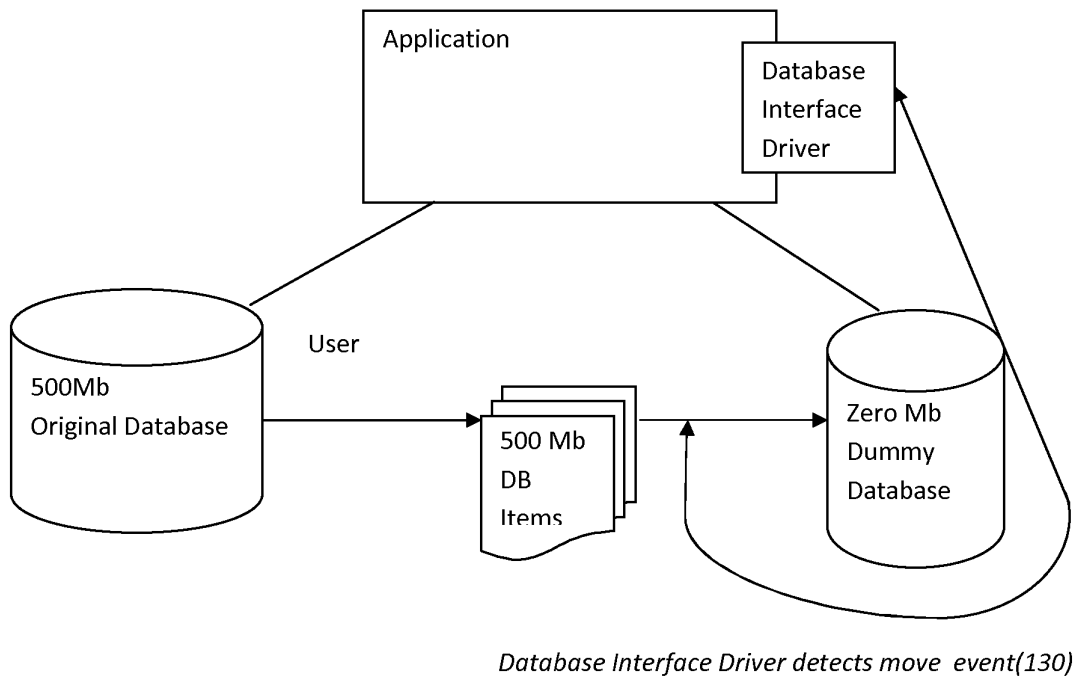 Application
Database
Interface
Driver
User
500Mb
Original Database
500 Mb
DB
Items
Zero Mb
Dummy
Database
Database Interface Driver detects move  event(130)